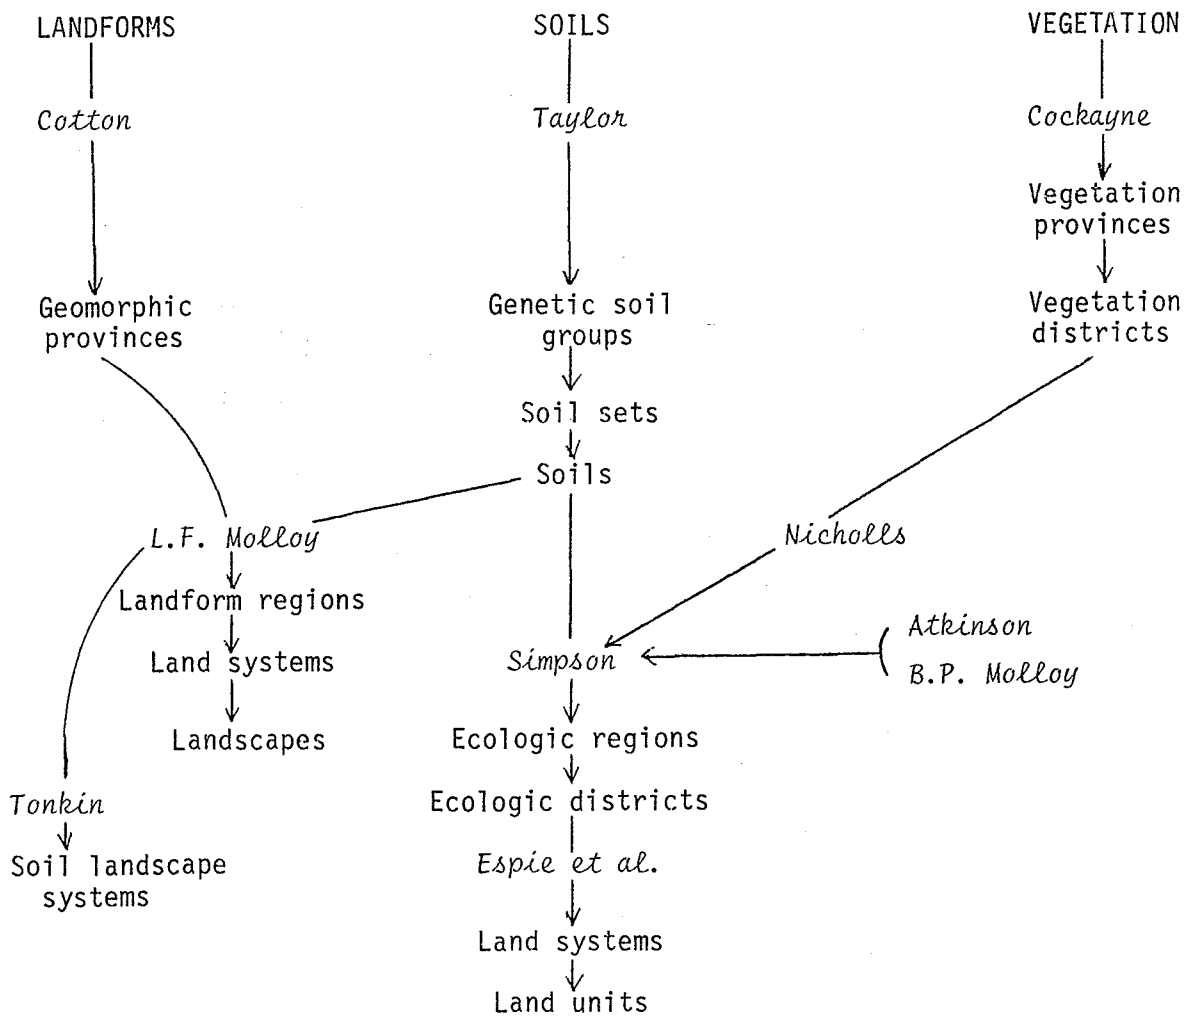 LANDFORMS
SOILS
VEGETATION
Cotton
Taylor
Cockayne
Vegetation
provinces
Geomorphic
provinces
Genetic soil
groups
Vegetation
districts
Soil sets
Soils
L.F. Molloy
Nicholls
Landform regions
Land systems
Landscapes
Simpson
Atkinson
B.P. Molloy
Ecologic regions
Ecologic districts
Tonkin
Soil landscape
systems
Espie et al.
Land systems
Land units